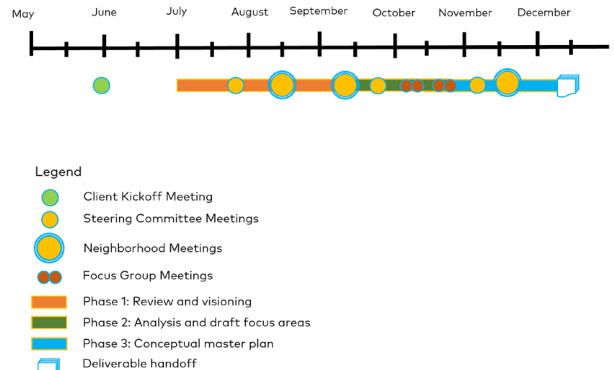 May June July August September October November December
Legend
Client Kickoff Meeting
Steering Committee Meetings
Neighborhood Meetings
Focus Group Meetings
Phase 1: Review and visioning
Phase 2: Analysis and draft focus areas
Phase 3: Conceptual master plan
Deliverable handoff